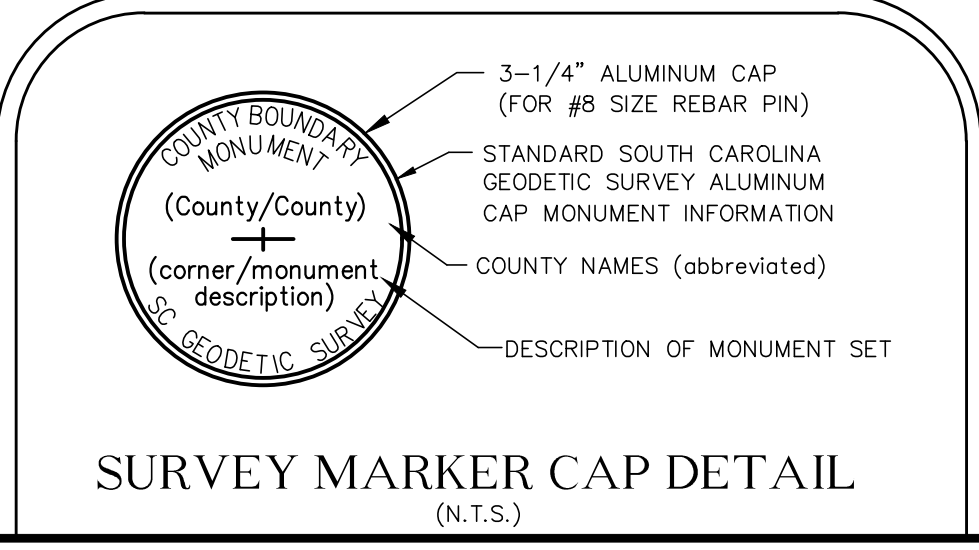 COUNTY BOUNDARY
MONUMENT
(County/County)
(corner/monument
description)
SC GEODETIC SURVEY
3-1/4" ALUMINUM CAP
(FOR #8 SIZE REBAR PIN)
STANDARD SOUTH CAROLINA
GEODETIC SURVEY ALUMINUM
CAP MONUMENT INFORMATION
COUNTY NAMES (abbreviated)
DESCRIPTION OF MONUMENT SET
SURVEY MARKER CAP DETAIL
(N.T.S.)